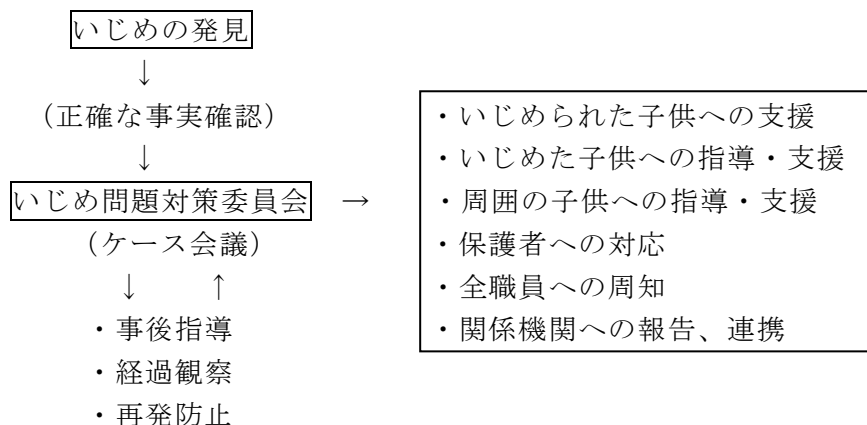 いじめの発見
↓
（正確な事実確認）
↓
いじめ問題対策委員会 →
（ケース会議）
↓ ↑
・事後指導
・経過観察
・再発防止
・いじめられた子供への支援
・いじめた子供への指導・支援
・周囲の子供への指導・支援
・保護者への対応
・全職員への周知
・関係機関への報告、連携